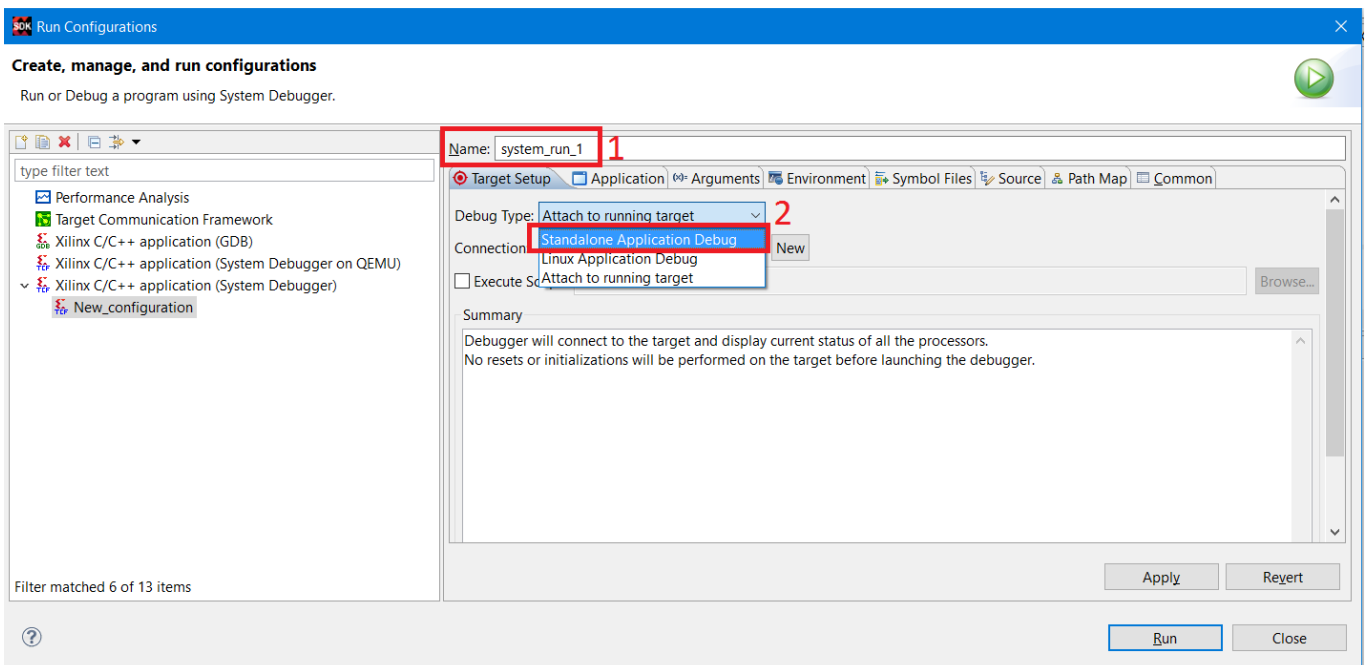 SDK Run Configurations
Create, manage, and run configurations
Run or Debug a program using System Debugger.
type filter text
Performance Analysis
Target Communication Framework
Xilinx C/C++ application (GDB)
Xilinx C/C++ application (System Debugger on QEMU)
Xilinx C/C++ application (System Debugger)
New_configuration
Filter matched 6 of 13 items
Name: system_run_1 1
Target Setup Application Arguments Environment Symbol Files Source Path Map Common
Debug Type: Attach to running target 2
Standalone Application Debug
Connection New
Linux Application Debug
Execute Sc Attach to running target Browse...
Summary
Debugger will connect to the target and display current status of all the processors.
No resets or initializations will be performed on the target before launching the debugger.
Apply Revert
Run Close